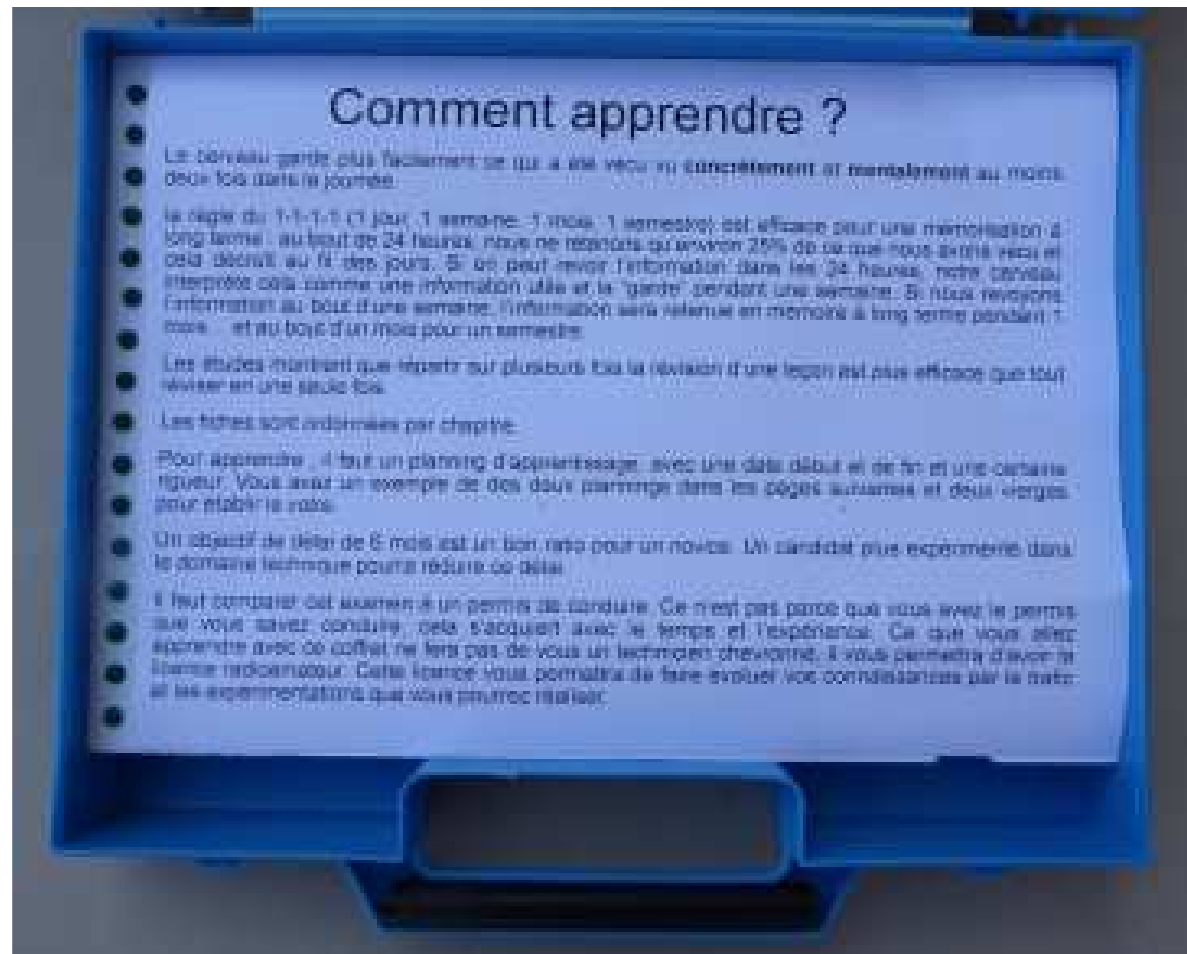 Comment apprendre ?
Le cerveau garde plus facilement ce qui a été vécu vu concrètement et mentalement au moins
deux fois dans la journée.
la règle du 1-1-1-1 (1 jour, 1 semaine, 1 mois, 1 semestre) est efficace pour une mémorisation à
long terme : au bout de 24 heures, nous ne retenons qu'environ 25% de ce que nous avons vécu et
cela décroit au fil des jours. Si on peut revoir l'information dans les 24 heures, notre cerveau
interprète cela comme une information utile et la "garde" pendant une semaine. Si nous revoyons
l'information au bout d'une semaine, l'information sera retenue en mémoire à long terme pendant 1
mois et au bout d'un mois pour un semestre.
Les études montrent que répartir sur plusieurs fois la révision d'une leçon est plus efficace que tout
réviser en une seule fois.
Les fiches sont ordonnées par chapitre.
Pour apprendre , il faut un planning d'apprentissage, avec une date début et de fin et une certaine
rigueur. Vous avez un exemple de des deux plannings dans les pages suivantes et deux vierges
pour établir le votre.
Un objectif de délai de 6 mois est un bon ratio pour un novice. Un candidat plus expérimenté dans
le domaine technique pourra réduire ce délai.
Il faut comparer cet examen à un permis de conduire. Ce n'est pas parce que vous avez le permis
que vous savez conduire, cela s'acquiert avec le temps et l'expérience. Ce que vous allez
apprendre avec ce coffret ne fera pas de vous un technicien chevronné, il vous permettra d'avoir la
licence radioamateur. Cette licence vous permettra de faire évoluer vos connaissances par la
et les expérimentations que vous pourrez réaliser.